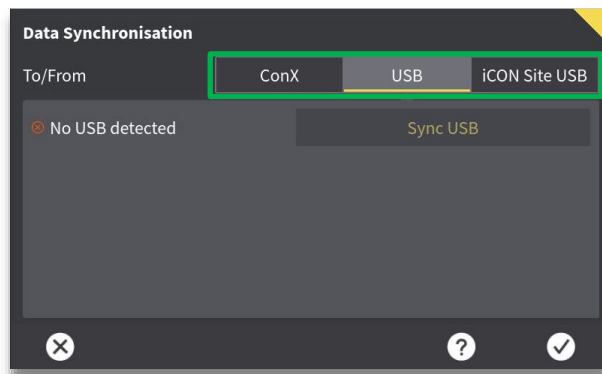 Data Synchronisation
To/From ConX USB iCON Site USB
No USB detected Sync USB
?